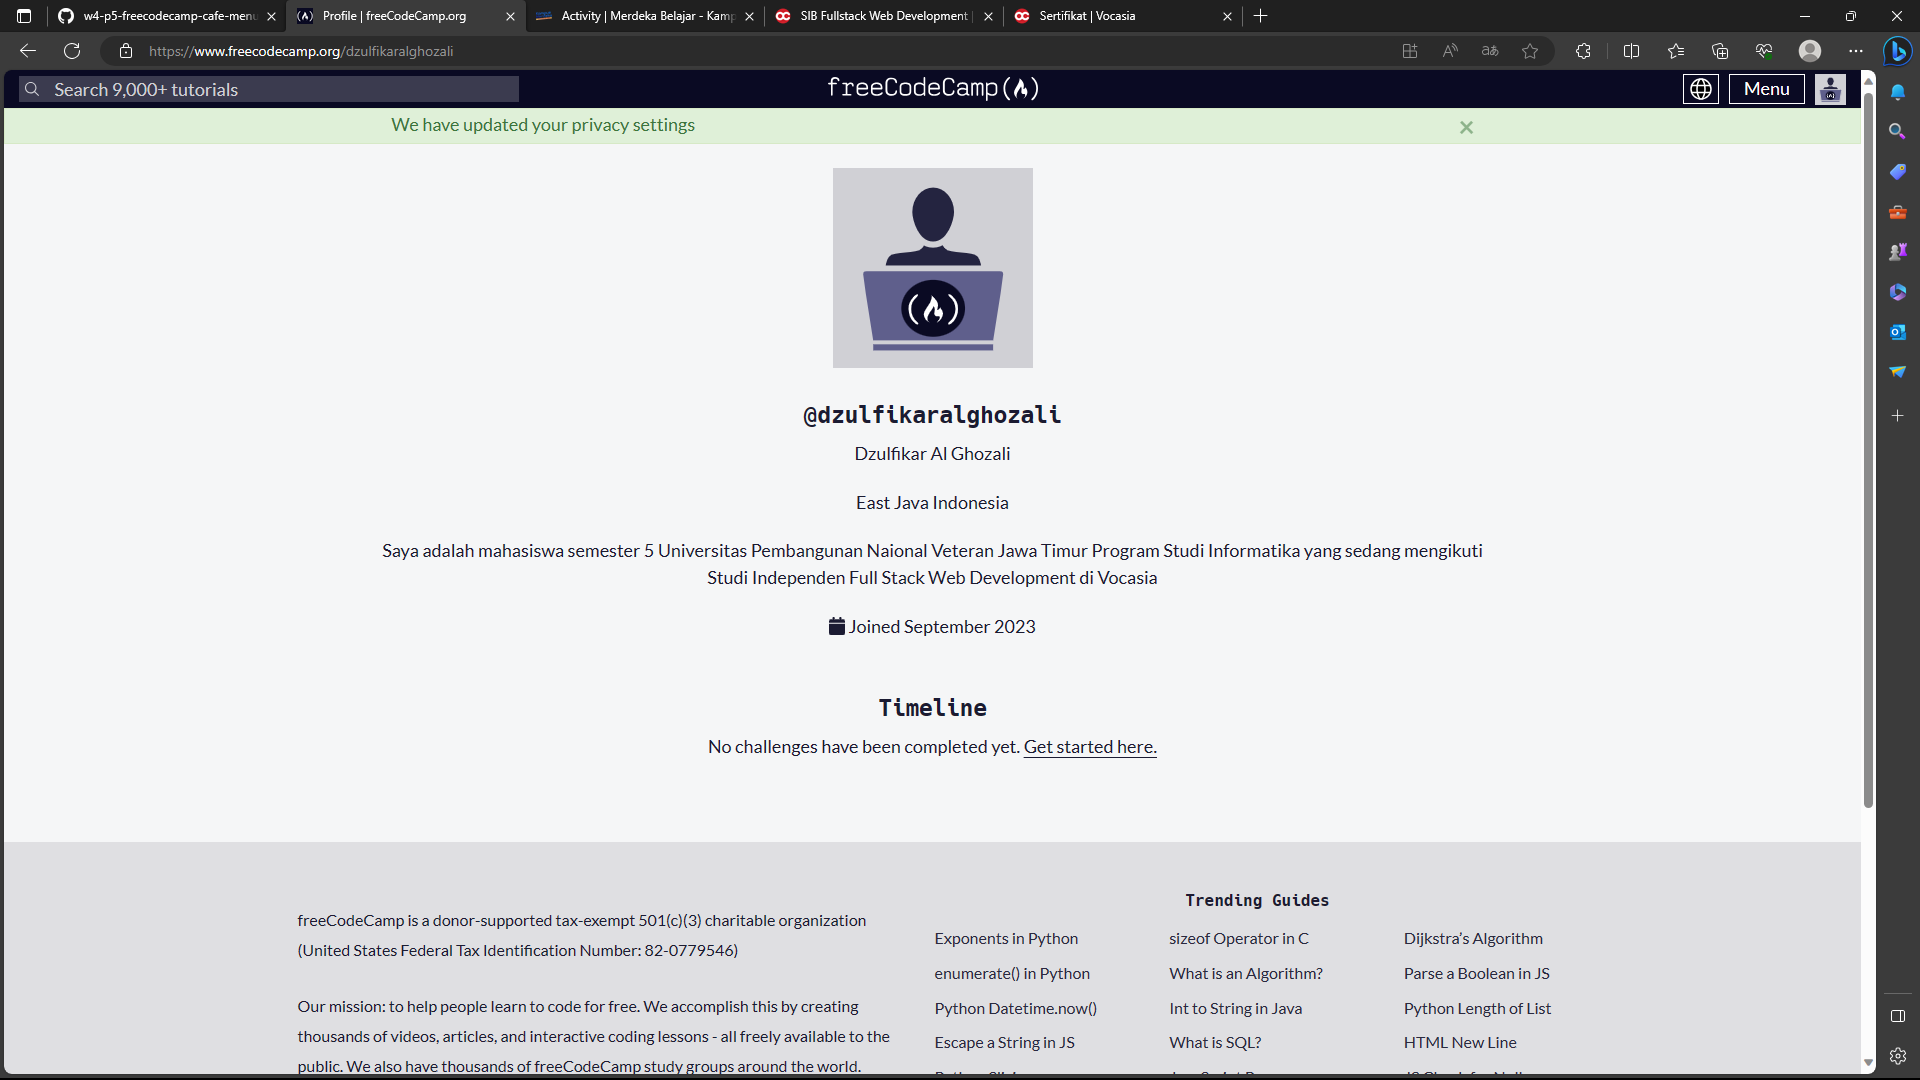 w4-p5-freecodecamp-cafe-menu
Profile | freeCodeCamp.org
Activity | Merdeka Belajar - Kamp
SIB Fullstack Web Development
Sertifikat | Vocasia
https://www.freecodecamp.org/dzulfikaralghozali
Search 9,000+ tutorials
freeCodeCamp(🔥)
Menu
We have updated your privacy settings
@dzulfikaralghozali
Dzulfikar Al Ghozali
East Java Indonesia
Saya adalah mahasiswa semester 5 Universitas Pembangunan Naional Veteran Jawa Timur Program Studi Informatika yang sedang mengikuti
Studi Independen Full Stack Web Development di Vocasia
Joined September 2023
Timeline
No challenges have been completed yet. Get started here.
freeCodeCamp is a donor-supported tax-exempt 501(c)(3) charitable organization
(United States Federal Tax Identification Number: 82-0779546)
Our mission: to help people learn to code for free. We accomplish this by creating
thousands of videos, articles, and interactive coding lessons - all freely available to the
public. We also have thousands of freeCodeCamp study groups around the world.
Trending Guides
Exponents in Python
sizeof Operator in C
Dijkstra's Algorithm
enumerate() in Python
What is an Algorithm?
Parse a Boolean in JS
Python Datetime.now()
Int to String in Java
Python Length of List
Escape a String in JS
What is SQL?
HTML New Line